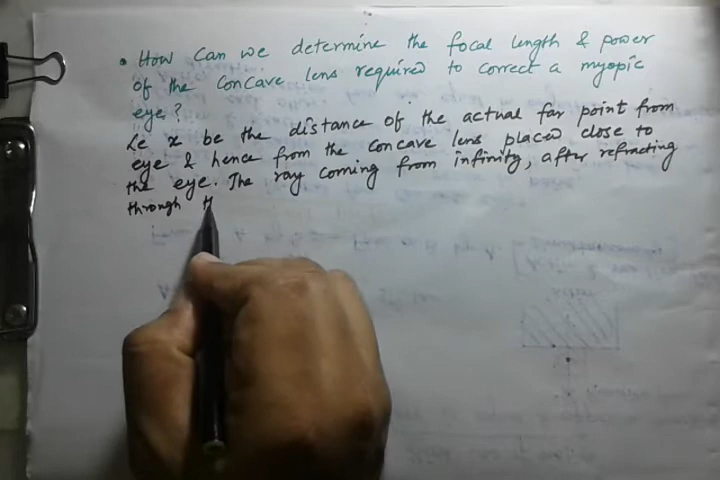 • How can we determine the focal length & power
of the concave lens required to correct a myopic
eye?
Le x be the distance of the actual far point from
eye & hence from the concave lens placed close to
the eye. The ray coming from infinity, after refracting
through t